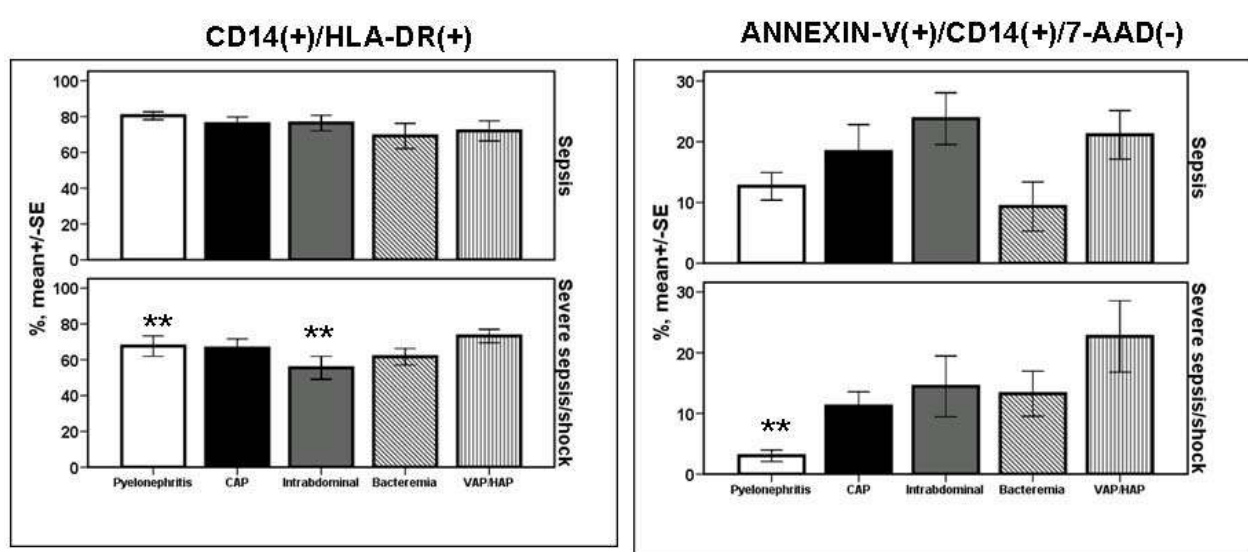 CD14(+)/HLA-DR(+)
%, mean+/-SE
100
80
60
40
20
0
Sepsis
100
80
60
40
20
0
Severe sepsis/shock
**
**
Pyelonephritis CAP Intrabdominal Bacteremia VAP/HAP
ANNEXIN-V(+)/CD14(+)/7-AAD(-)
%, mean+/-SE
30
20
10
0
Sepsis
30
20
10
0
Severe sepsis/shock
**
Pyelonephritis CAP Intrabdominal Bacteremia VAP/HAP